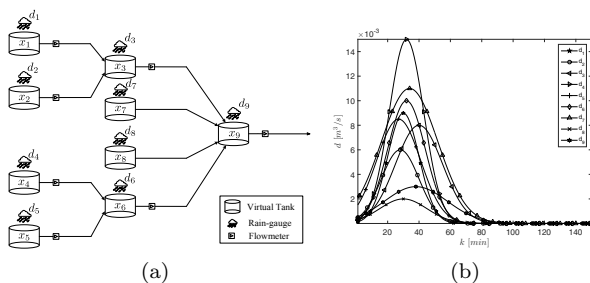 d₁
x₁
d₂
x₂
d₃
x₃
d₇
x₇
d₈
x₈
d₉
x₉
d₄
x₄
d₅
x₅
d₆
x₆
Virtual Tank
Rain-gauge
Flowmeter
(a)
×10⁻³
14
12
10
8
6
4
2
d [m³/s]
20 40 60 80 100 120 140
k [min]
d₁
d₂
d₃
d₄
d₅
d₆
d₇
d₈
d₉
(b)